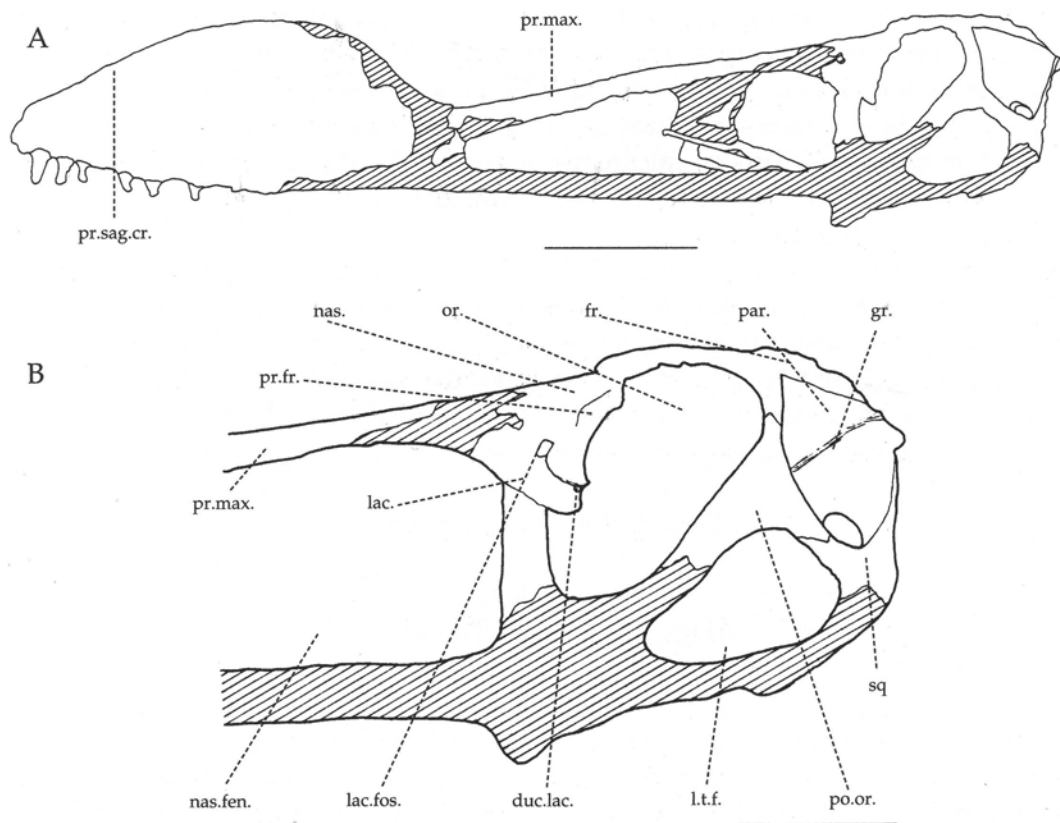 A
pr.max.
pr.sag.cr.
B
nas. or. fr. par. gr.
pr.fr.
pr.max.
lac.
sq
nas.fen. lac.fos. duc.lac. l.t.f. po.or.